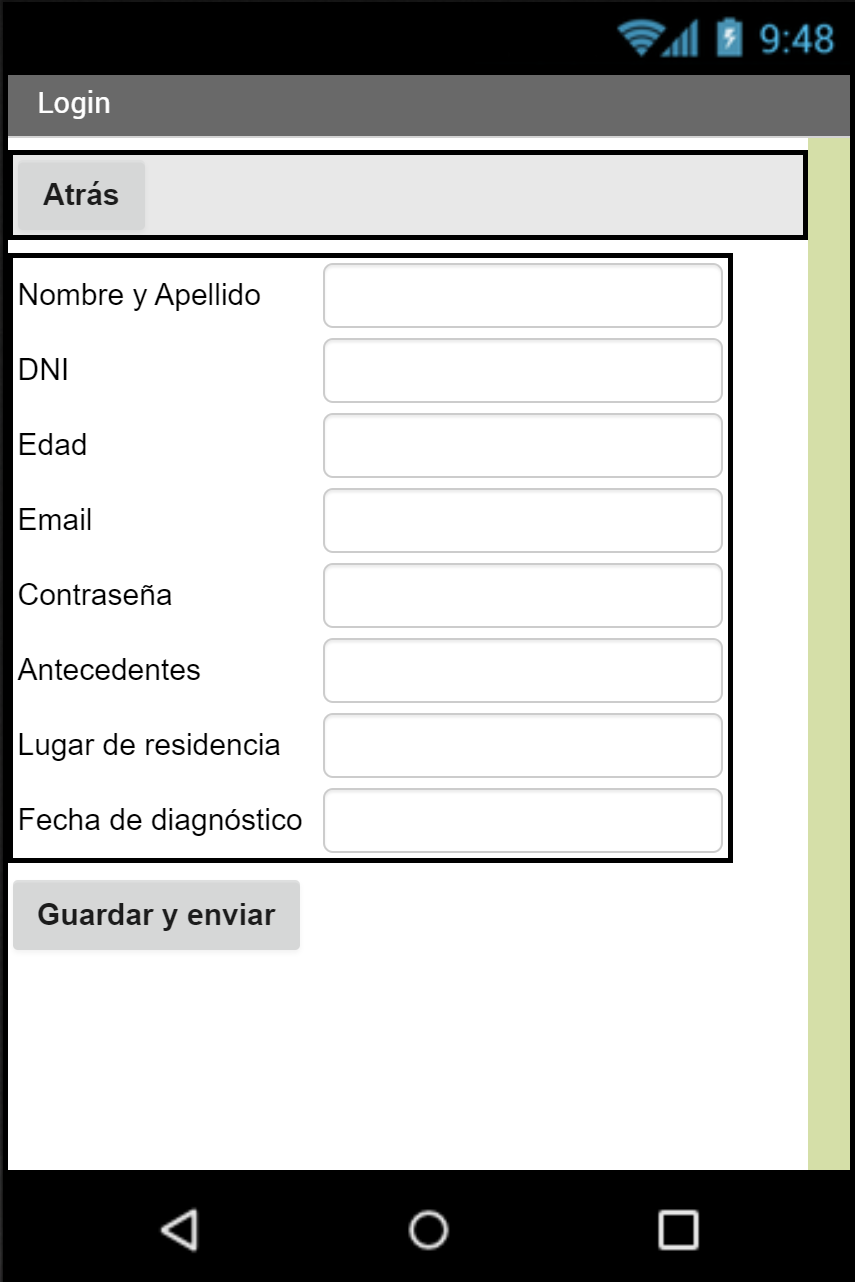 9:48
Login
Atrás
Nombre y Apellido
DNI
Edad
Email
Contraseña
Antecedentes
Lugar de residencia
Fecha de diagnóstico
Guardar y enviar